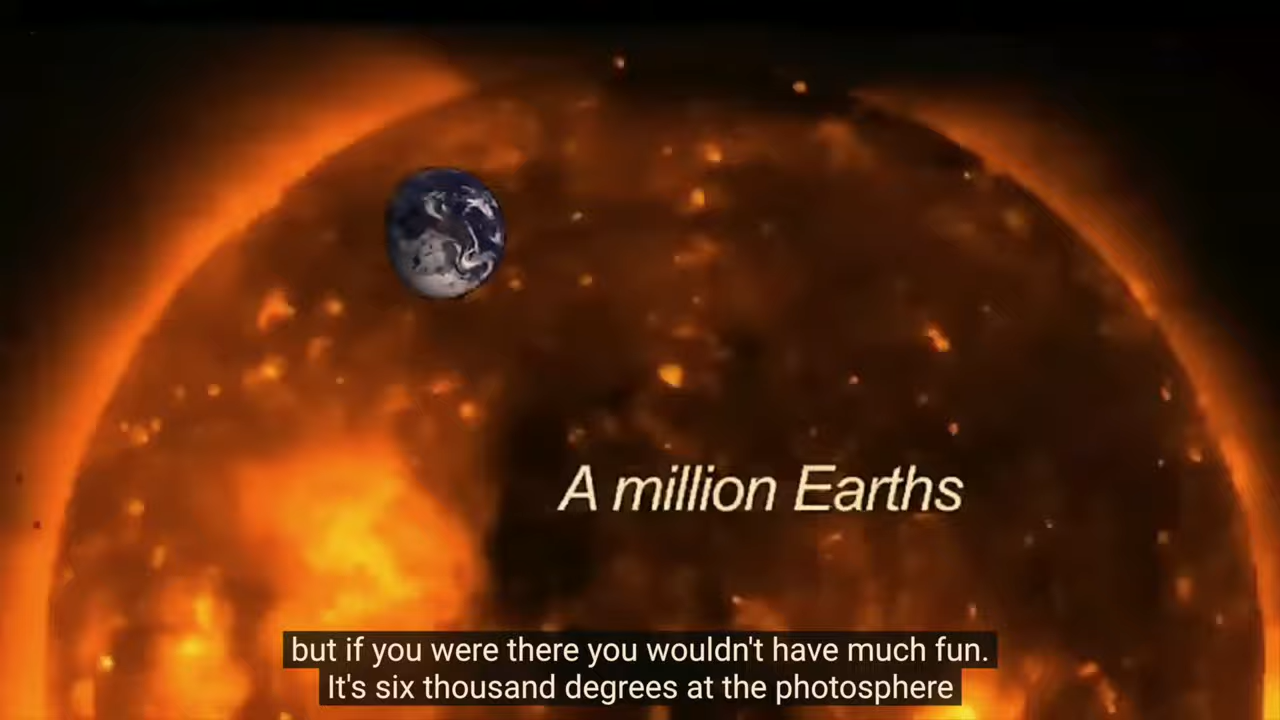 A million Earths
but if you were there you wouldn't have much fun.
It's six thousand degrees at the photosphere